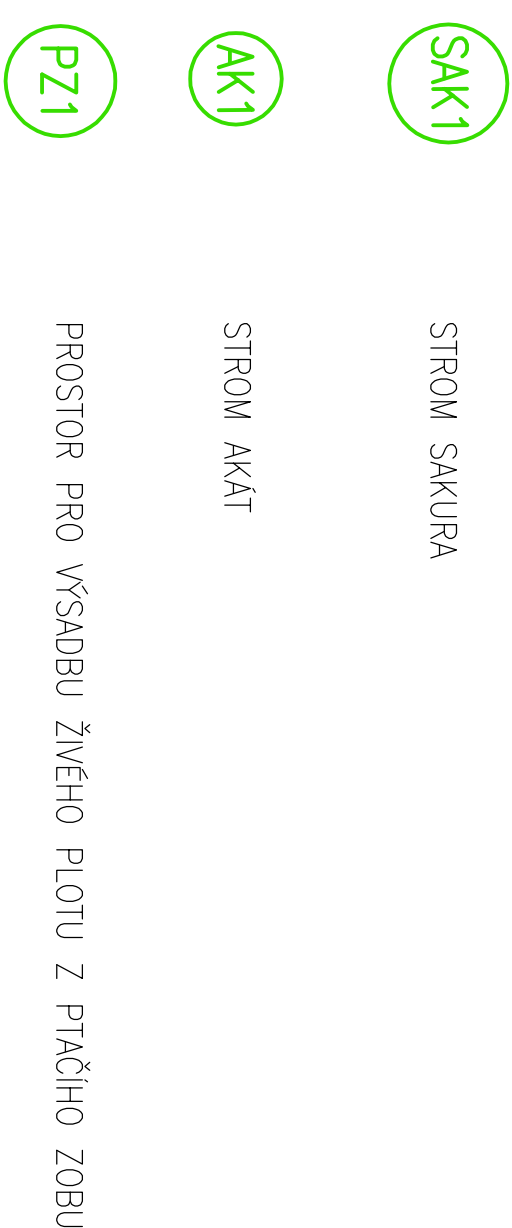 SAK1 STROM SAKURA
AK1 STROM AKÁT
PZ1 PROSTOR PRO VÝSADBU ŽIVÉHO PLOTU Z PTAČÍHO ZOBU